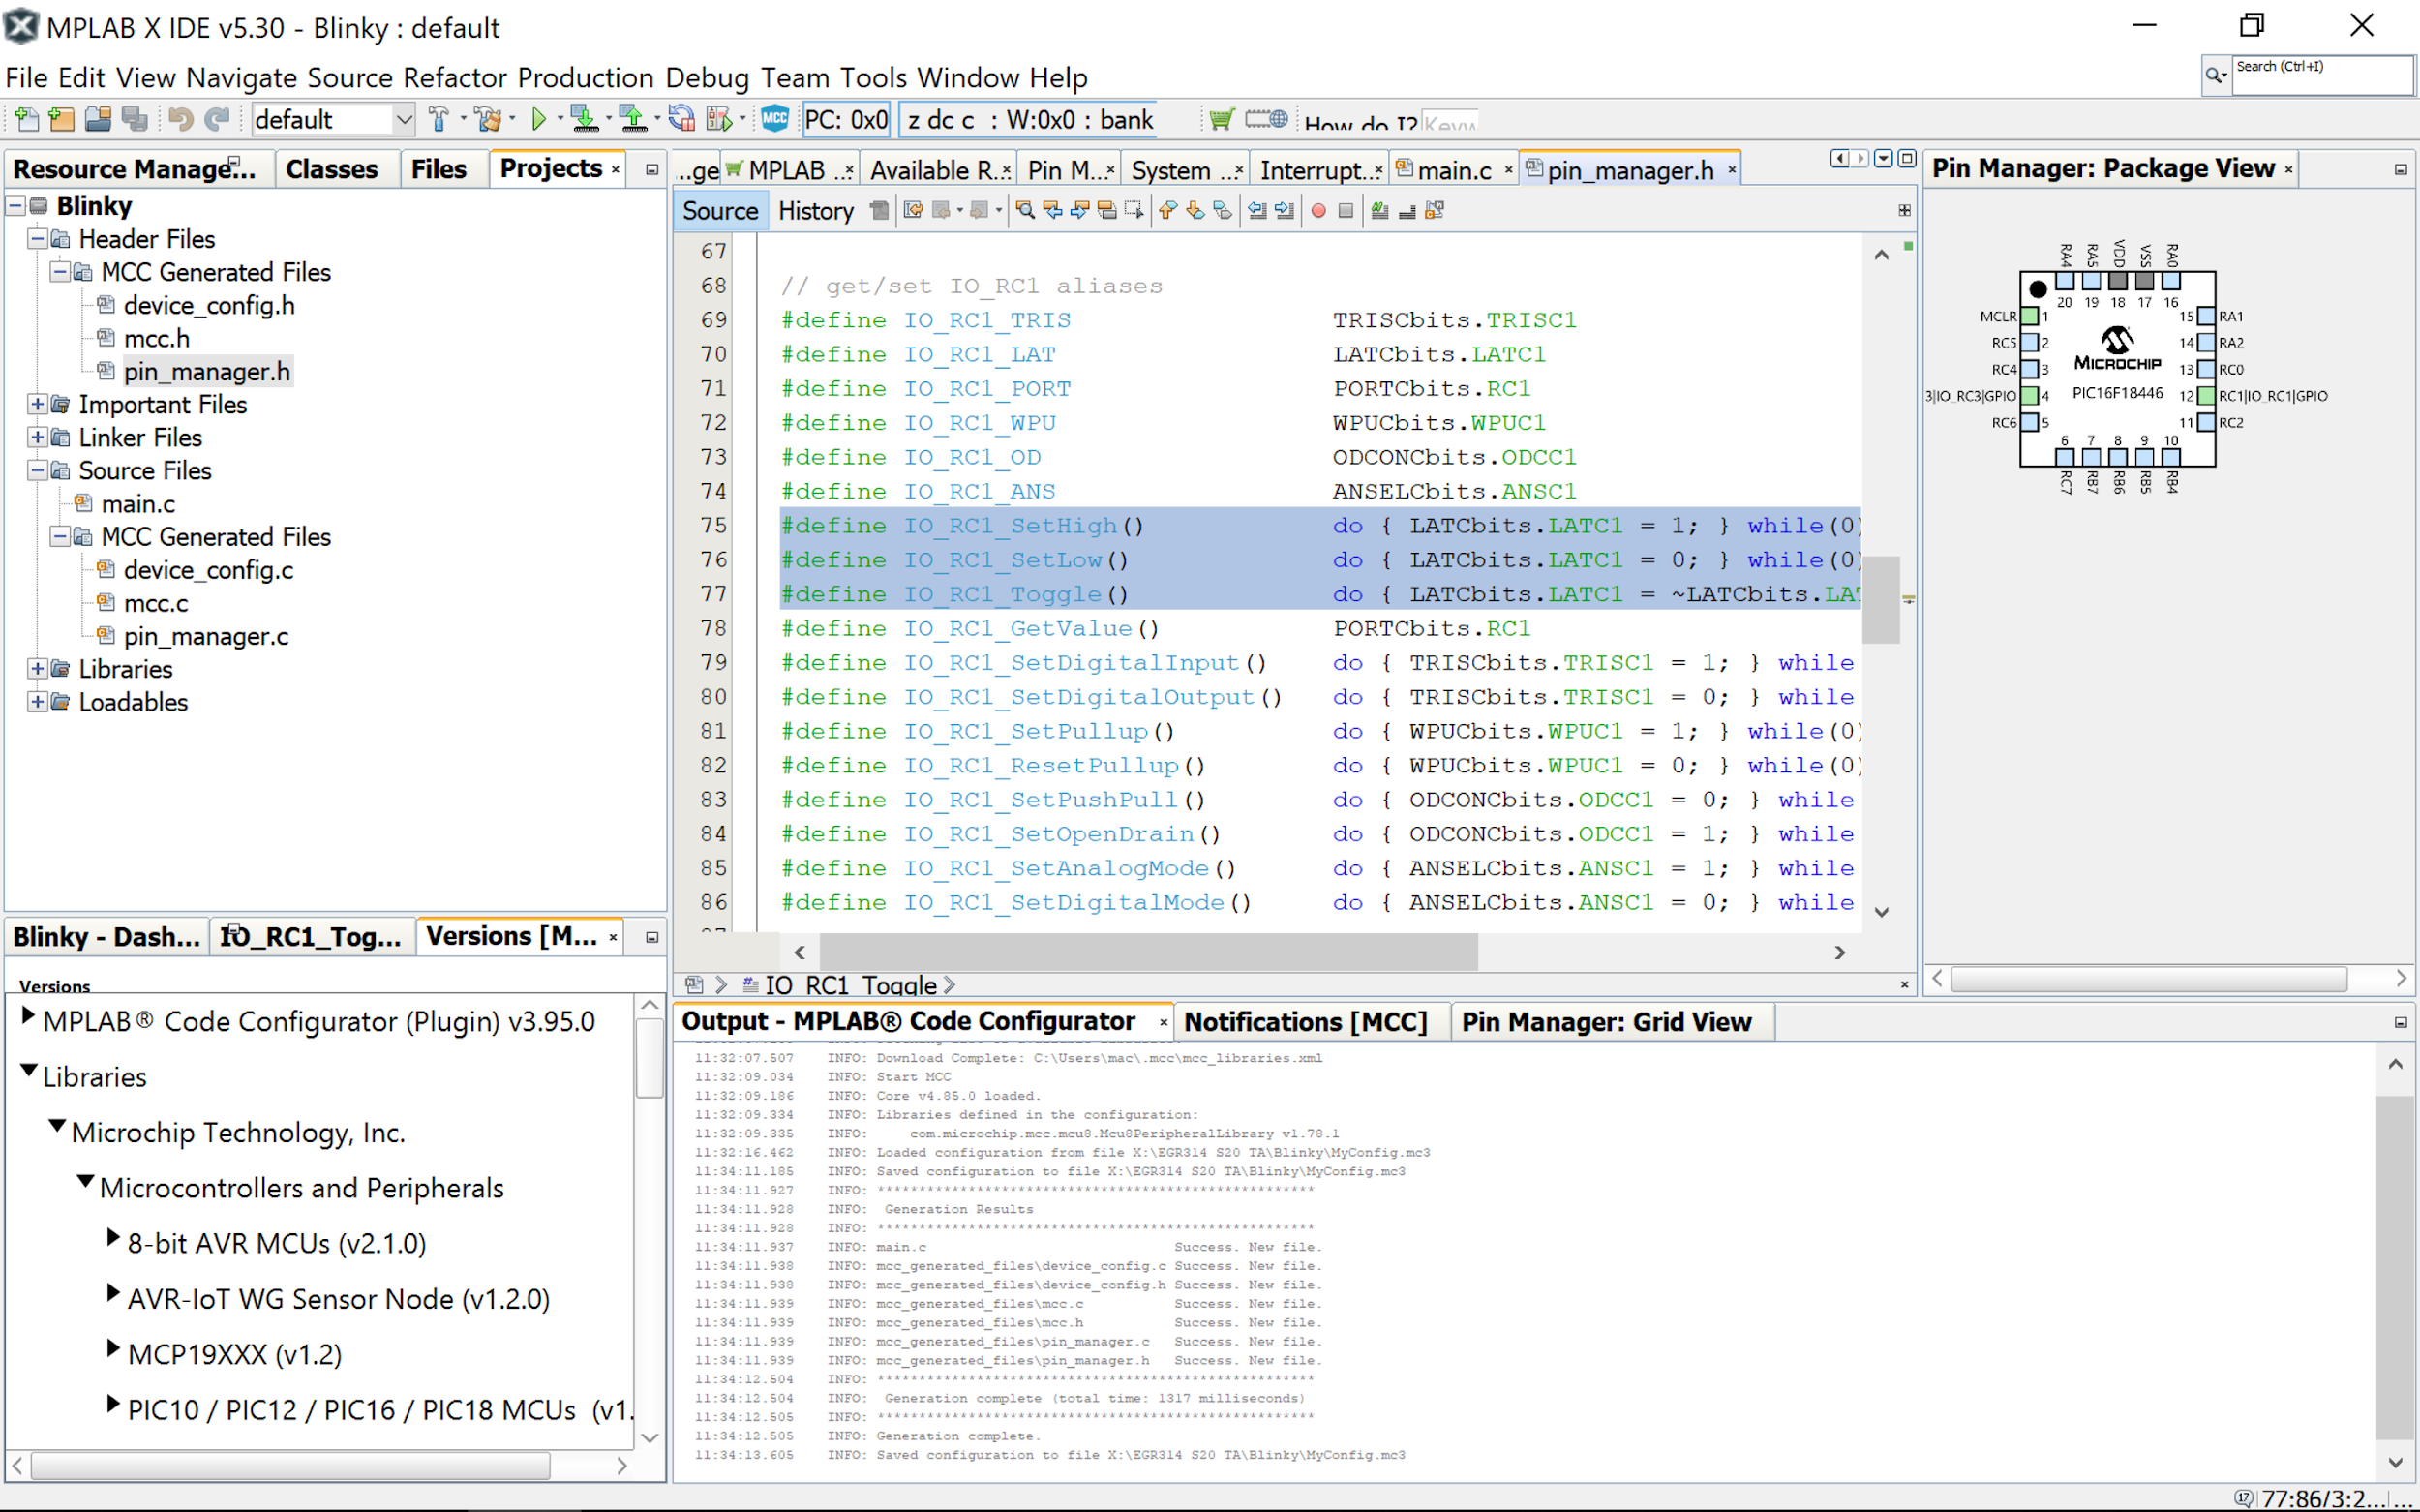 MPLAB X IDE v5.30 - Blinky : default
File Edit View Navigate Source Refactor Production Debug Team Tools Window Help
Search (Ctrl+I)
default
MCC
PC: 0x0
z dc c : W:0x0 : bank
How do I?
Resource Manage...
Classes
Files
Projects
Blinky
Header Files
MCC Generated Files
device_config.h
mcc.h
pin_manager.h
Important Files
Linker Files
Source Files
main.c
MCC Generated Files
device_config.c
mcc.c
pin_manager.c
Libraries
Loadables
...ge
MPLAB ...
Available R...
Pin M...
System ...
Interrupt...
main.c
pin_manager.h
Source
History
67
68 // get/set IO_RC1 aliases
69 #define IO_RC1_TRIS TRISCbits.TRISC1
70 #define IO_RC1_LAT LATCbits.LATC1
71 #define IO_RC1_PORT PORTCbits.RC1
72 #define IO_RC1_WPU WPUCbits.WPUC1
73 #define IO_RC1_OD ODCONCbits.ODCC1
74 #define IO_RC1_ANS ANSELCbits.ANSC1
75 #define IO_RC1_SetHigh() do { LATCbits.LATC1 = 1; } while(0)
76 #define IO_RC1_SetLow() do { LATCbits.LATC1 = 0; } while(0)
77 #define IO_RC1_Toggle() do { LATCbits.LATC1 = ~LATCbits.LAT
78 #define IO_RC1_GetValue() PORTCbits.RC1
79 #define IO_RC1_SetDigitalInput() do { TRISCbits.TRISC1 = 1; } while
80 #define IO_RC1_SetDigitalOutput() do { TRISCbits.TRISC1 = 0; } while
81 #define IO_RC1_SetPullup() do { WPUCbits.WPUC1 = 1; } while(0)
82 #define IO_RC1_ResetPullup() do { WPUCbits.WPUC1 = 0; } while(0)
83 #define IO_RC1_SetPushPull() do { ODCONCbits.ODCC1 = 0; } while
84 #define IO_RC1_SetOpenDrain() do { ODCONCbits.ODCC1 = 1; } while
85 #define IO_RC1_SetAnalogMode() do { ANSELCbits.ANSC1 = 1; } while
86 #define IO_RC1_SetDigitalMode() do { ANSELCbits.ANSC1 = 0; } while
IO_RC1_Toggle
Pin Manager: Package View
RA4 RA5 VDD VSS RA0
20 19 18 17 16
MCLR 1 15 RA1
RC5 2 14 RA2
RC4 3 13 RC0
3|IO_RC3|GPIO 4 12 RC1|IO_RC1|GPIO
RC6 5 11 RC2
MICROCHIP
PIC16F18446
6 7 8 9 10
RC7 RB7 RB6 RB5 RB4
Blinky - Dash...
IO_RC1_Tog...
Versions [M...
Versions
MPLAB® Code Configurator (Plugin) v3.95.0
Libraries
Microchip Technology, Inc.
Microcontrollers and Peripherals
8-bit AVR MCUs (v2.1.0)
AVR-IoT WG Sensor Node (v1.2.0)
MCP19XXX (v1.2)
PIC10 / PIC12 / PIC16 / PIC18 MCUs (v1.
Output - MPLAB® Code Configurator
Notifications [MCC]
Pin Manager: Grid View
11:32:07.507 INFO: Download Complete: C:\Users\mac\.mcc\mcc_libraries.xml
11:32:09.034 INFO: Start MCC
11:32:09.186 INFO: Core v4.85.0 loaded.
11:32:09.334 INFO: Libraries defined in the configuration:
11:32:09.335 INFO: com.microchip.mcc.mcu8.Mcu8PeripheralLibrary v1.78.1
11:32:16.462 INFO: Loaded configuration from file X:\EGR314 S20 TA\Blinky\MyConfig.mc3
11:34:11.185 INFO: Saved configuration to file X:\EGR314 S20 TA\Blinky\MyConfig.mc3
11:34:11.927 INFO: *****************************************************
11:34:11.928 INFO: Generation Results
11:34:11.928 INFO: *****************************************************
11:34:11.937 INFO: main.c Success. New file.
11:34:11.938 INFO: mcc_generated_files\device_config.c Success. New file.
11:34:11.938 INFO: mcc_generated_files\device_config.h Success. New file.
11:34:11.939 INFO: mcc_generated_files\mcc.c Success. New file.
11:34:11.939 INFO: mcc_generated_files\mcc.h Success. New file.
11:34:11.939 INFO: mcc_generated_files\pin_manager.c Success. New file.
11:34:11.939 INFO: mcc_generated_files\pin_manager.h Success. New file.
11:34:12.504 INFO: *****************************************************
11:34:12.504 INFO: Generation complete (total time: 1317 milliseconds)
11:34:12.505 INFO: *****************************************************
11:34:12.505 INFO: Generation complete.
11:34:13.605 INFO: Saved configuration to file X:\EGR314 S20 TA\Blinky\MyConfig.mc3
77:86/3:2...